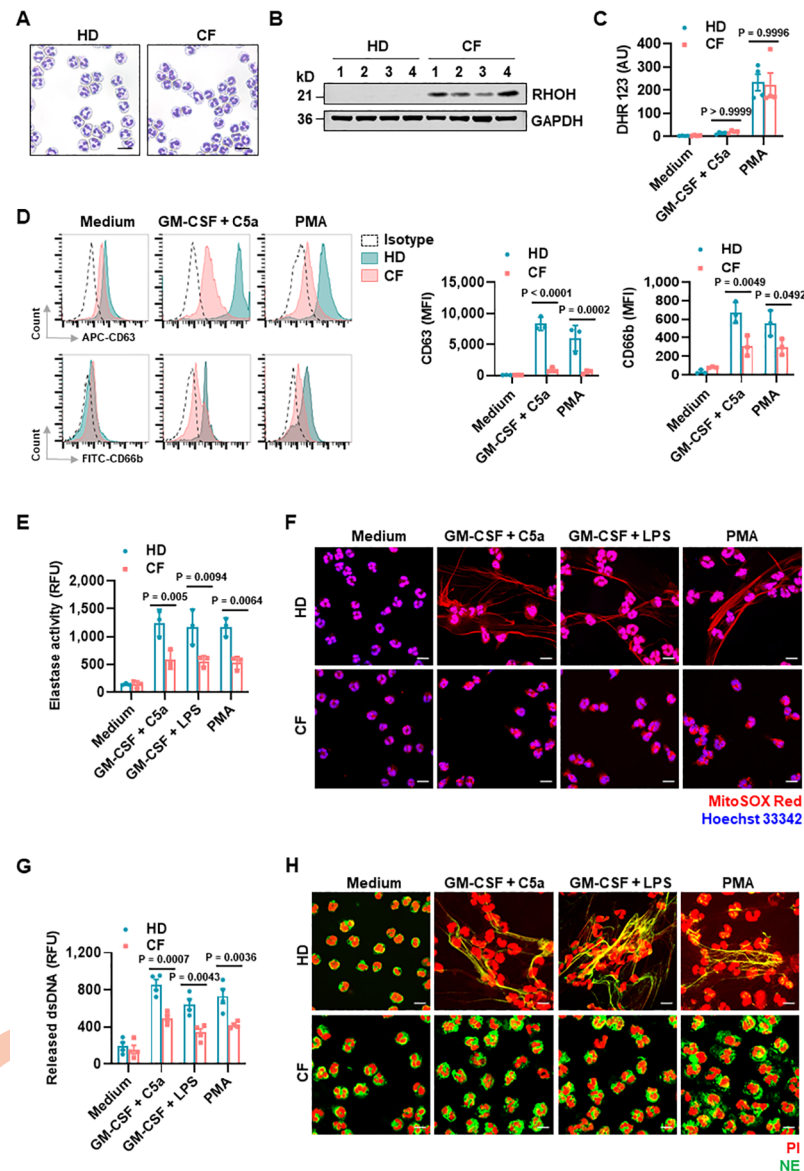 A
HD
CF
B
HD
CF
kD
1 2 3 4 1 2 3 4
21
RHOH
36
GAPDH
C
HD
CF
P = 0.9996
P > 0.9999
DHR 123 (AU)
400
300
200
100
0
Medium
GM-CSF + C5a
PMA
D
Medium
GM-CSF + C5a
PMA
Isotype
HD
CF
Count
APC-CD63
Count
FITC-CD66b
HD
CF
P < 0.0001
P = 0.0002
CD63 (MFI)
15,000
10,000
5,000
0
Medium
GM-CSF + C5a
PMA
HD
CF
P = 0.0049
P = 0.0492
CD66b (MFI)
1,000
800
600
400
200
0
Medium
GM-CSF + C5a
PMA
E
HD
CF
P = 0.0094
P = 0.005
P = 0.0064
Elastase activity (RFU)
2,000
1,500
1,000
500
0
Medium
GM-CSF + C5a
GM-CSF + LPS
PMA
F
Medium
GM-CSF + C5a
GM-CSF + LPS
PMA
HD
CF
MitoSOX Red
Hoechst 33342
G
HD
CF
P = 0.0007
P = 0.0043
P = 0.0036
Released dsDNA (RFU)
1,200
800
400
0
Medium
GM-CSF + C5a
GM-CSF + LPS
PMA
H
Medium
GM-CSF + C5a
GM-CSF + LPS
PMA
HD
CF
PI
NE